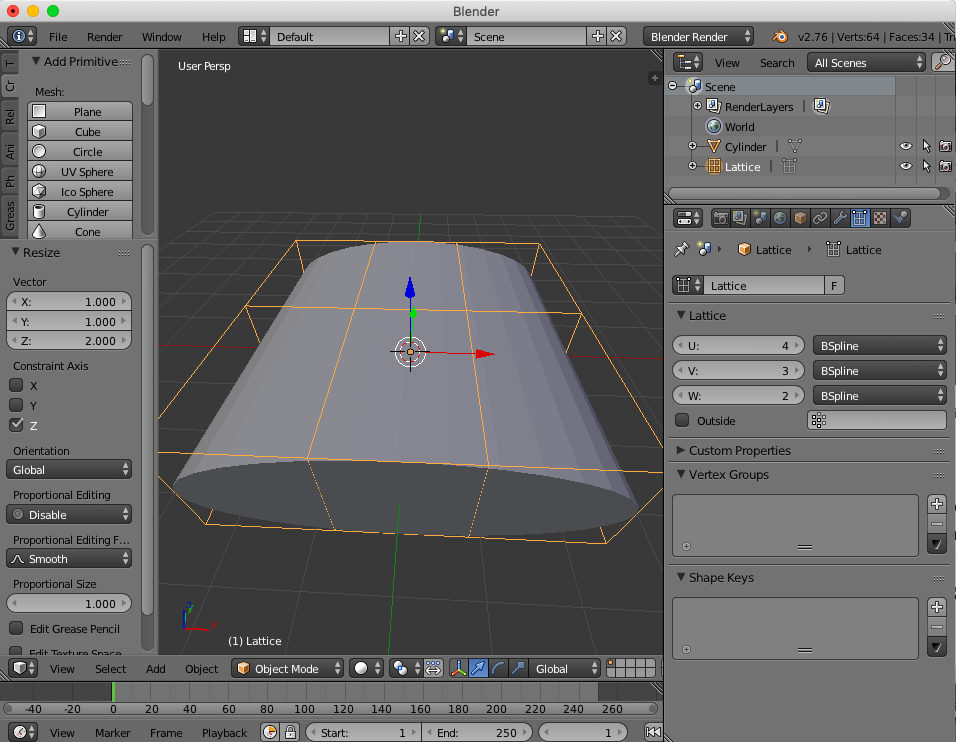 Blender
File Render Window Help Default Scene Blender Render v2.76 | Verts:64 | Faces:34 | Tr
T
Cr
Rel
Ani
Ph
Greas
Add Primitive
Mesh:
Plane
Cube
Circle
UV Sphere
Ico Sphere
Cylinder
Cone
Resize
Vector
X: 1.000
Y: 1.000
Z: 2.000
Constraint Axis
X
Y
Z
Orientation
Global
Proportional Editing
Disable
Proportional Editing F...
Smooth
Proportional Size
1.000
Edit Grease Pencil
Edit Texture Space
User Persp
y
x
(1) Lattice
View Select Add Object Object Mode Global
-40 -20 0 20 40 60 80 100 120 140 160 180 200 220 240 260
View Marker Frame Playback Start: 1 End: 250 1
View Search All Scenes
Scene
RenderLayers |
World
Cylinder |
Lattice |
Lattice Lattice
Lattice F
Lattice
U: 4 BSpline
V: 3 BSpline
W: 2 BSpline
Outside
Custom Properties
Vertex Groups
Shape Keys